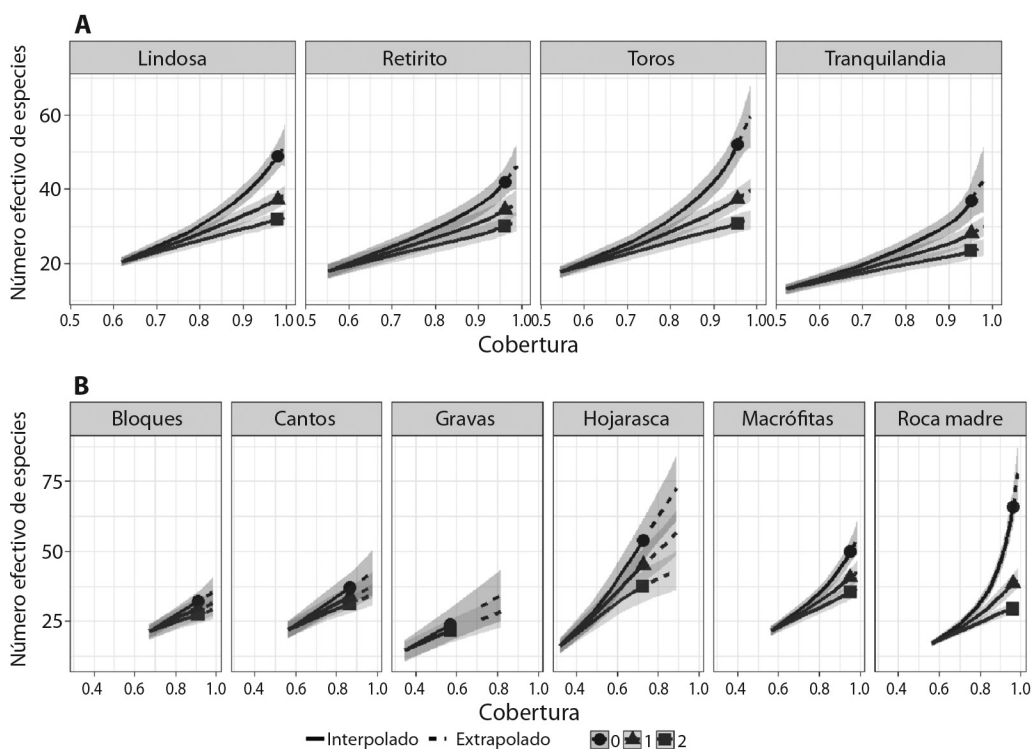 A
Lindosa Retirito Toros Tranquilandia
Número efectivo de especies
60
40
20
0.5 0.6 0.7 0.8 0.9 1.0 0.5 0.6 0.7 0.8 0.9 1.0 0.5 0.6 0.7 0.8 0.9 1.0 0.5 0.6 0.7 0.8 0.9 1.0
Cobertura
B
Bloques Cantos Gravas Hojarasca Macrófitas Roca madre
Número efectivo de especies
75
50
25
0.4 0.6 0.8 1.0 0.4 0.6 0.8 1.0 0.4 0.6 0.8 1.0 0.4 0.6 0.8 1.0 0.4 0.6 0.8 1.0 0.4 0.6 0.8 1.0
Cobertura
Interpolado Extrapolado 0 1 2